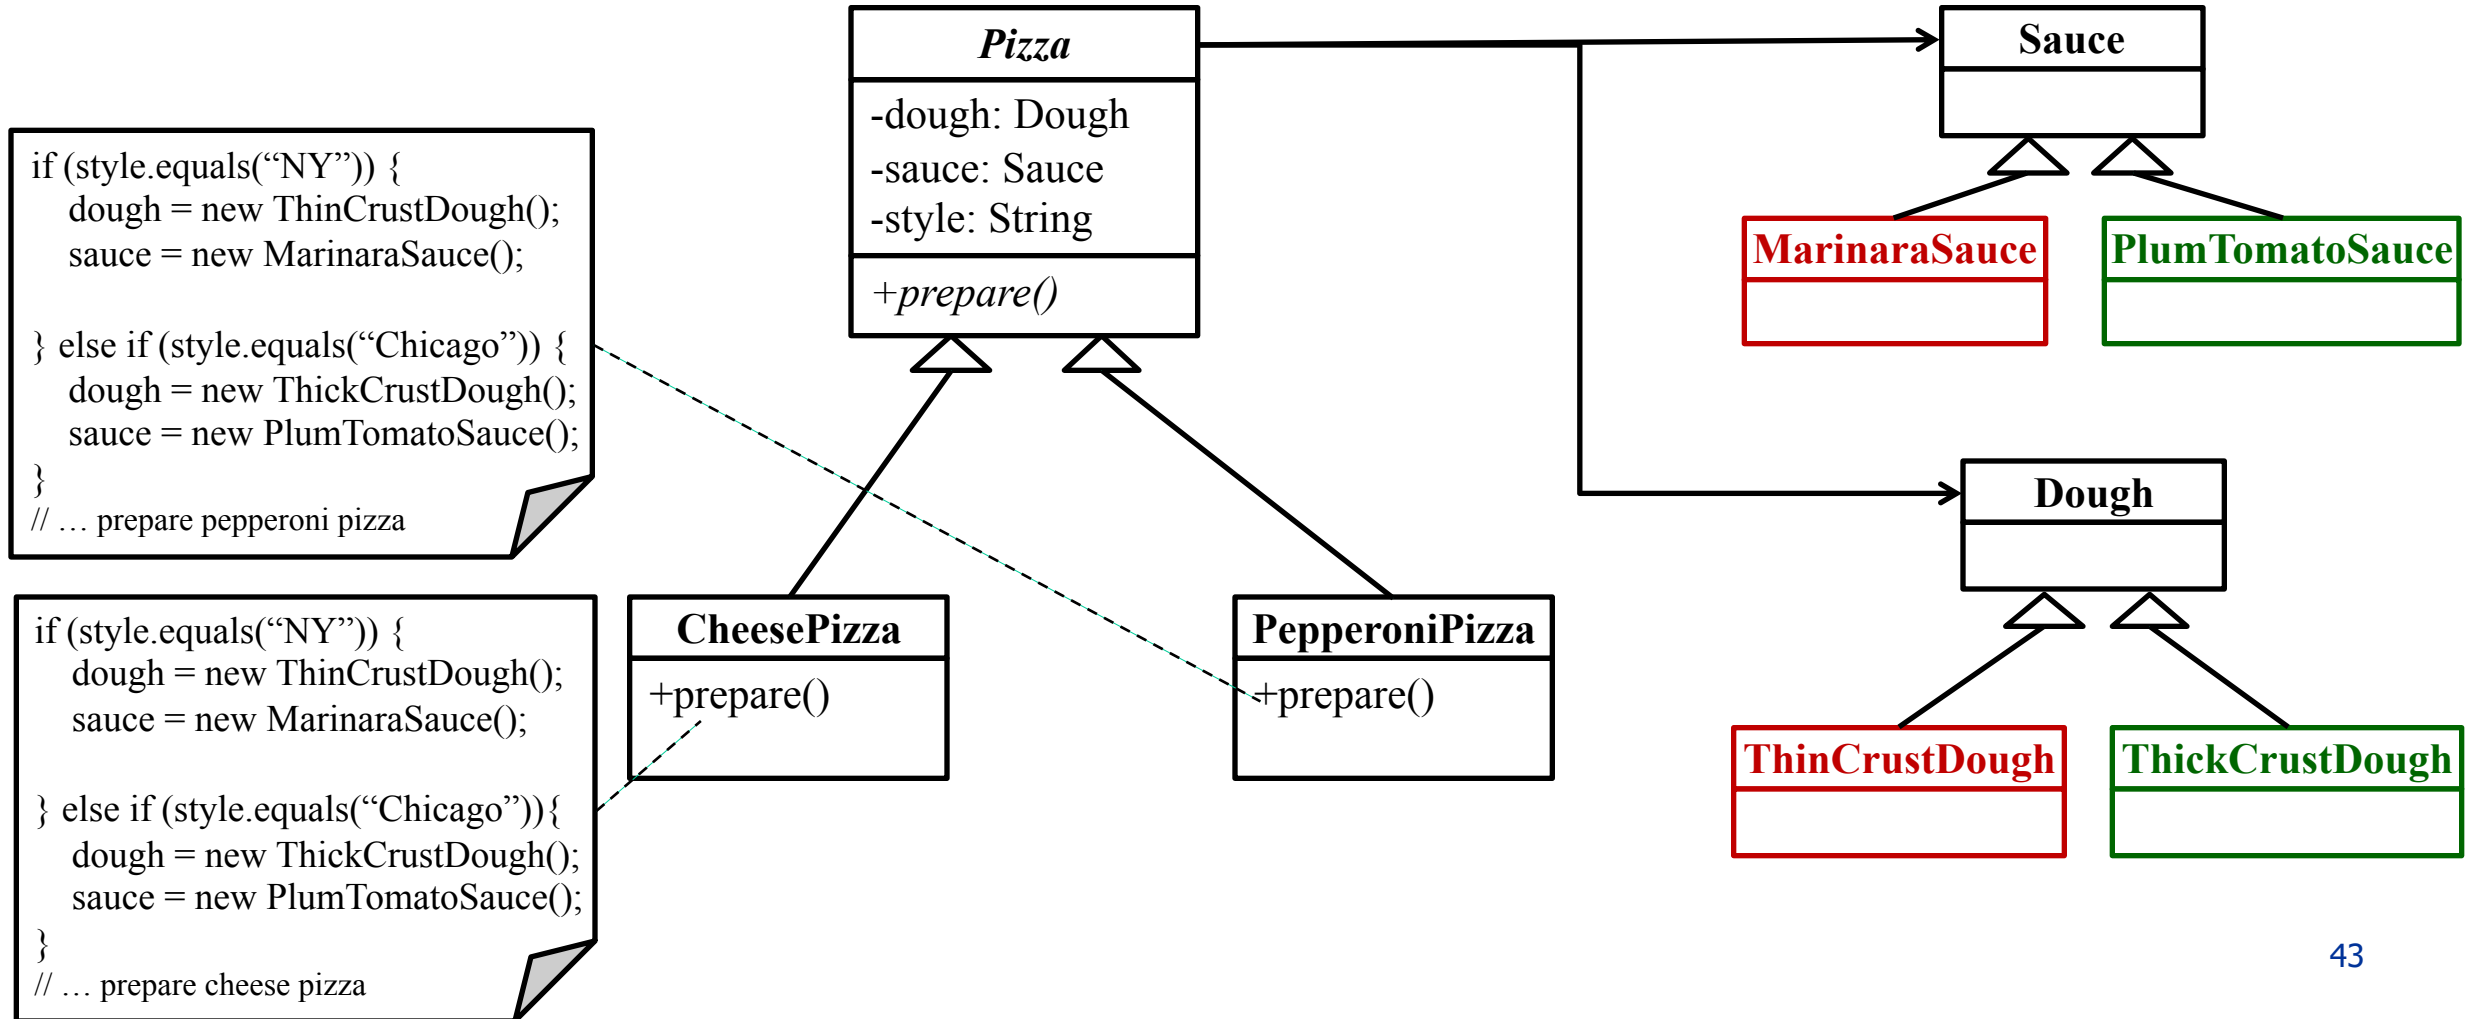 if (style.equals(“NY”)) {
dough = new ThinCrustDough();
sauce = new MarinaraSauce();
} else if (style.equals(“Chicago”)) {
dough = new ThickCrustDough();
sauce = new PlumTomatoSauce();
}
// … prepare pepperoni pizza
if (style.equals(“NY”)) {
dough = new ThinCrustDough();
sauce = new MarinaraSauce();
} else if (style.equals(“Chicago”)){
dough = new ThickCrustDough();
sauce = new PlumTomatoSauce();
}
// … prepare cheese pizza
Pizza
-dough: Dough
-sauce: Sauce
-style: String
+prepare()
CheesePizza
+prepare()
PepperoniPizza
+prepare()
Sauce
MarinaraSauce
PlumTomatoSauce
Dough
ThinCrustDough
ThickCrustDough
43